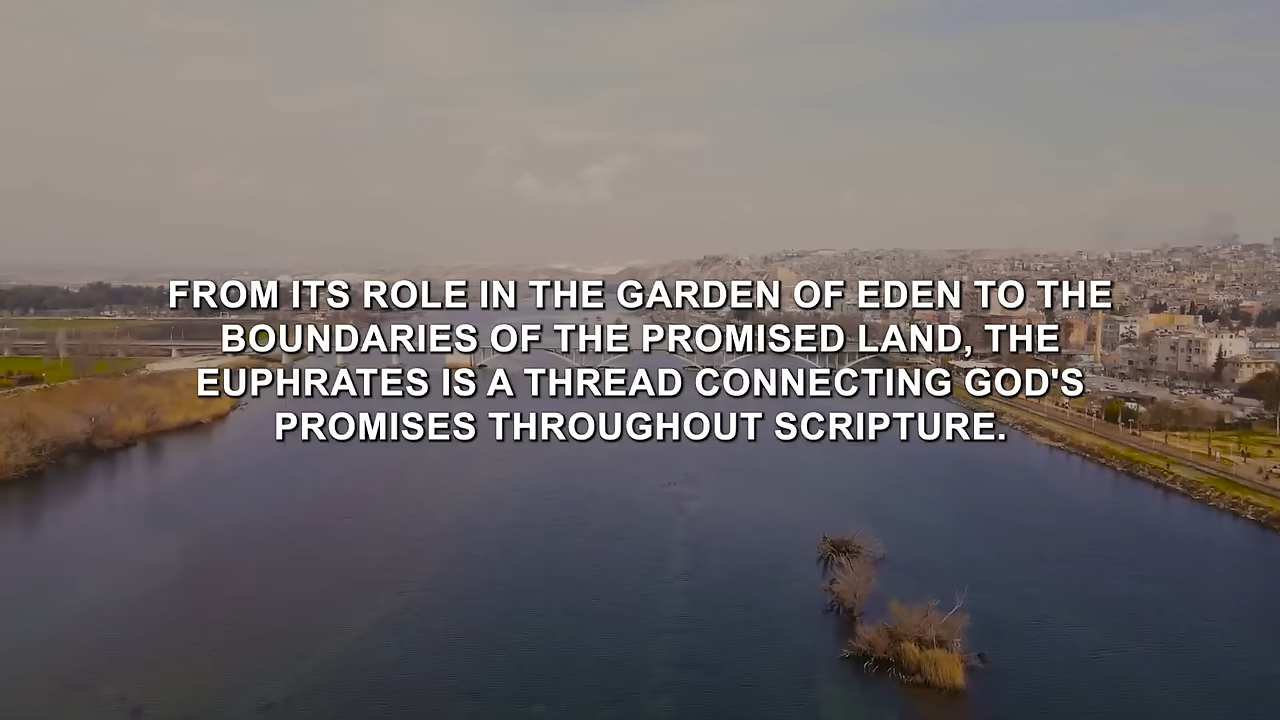 FROM ITS ROLE IN THE GARDEN OF EDEN TO THE
BOUNDARIES OF THE PROMISED LAND, THE
EUPHRATES IS A THREAD CONNECTING GOD'S
PROMISES THROUGHOUT SCRIPTURE.